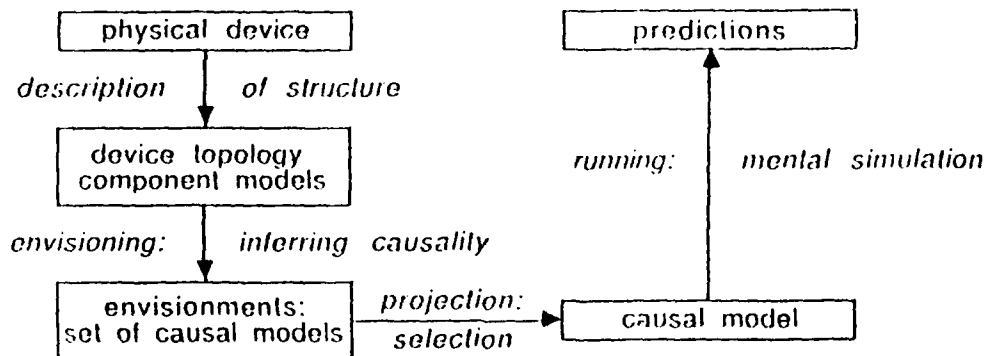 physical device
predictions
description of structure
device topology
component models
running: mental simulation
envisioning: inferring causality
envisionments:
set of causal models
projection:
selection
causal model